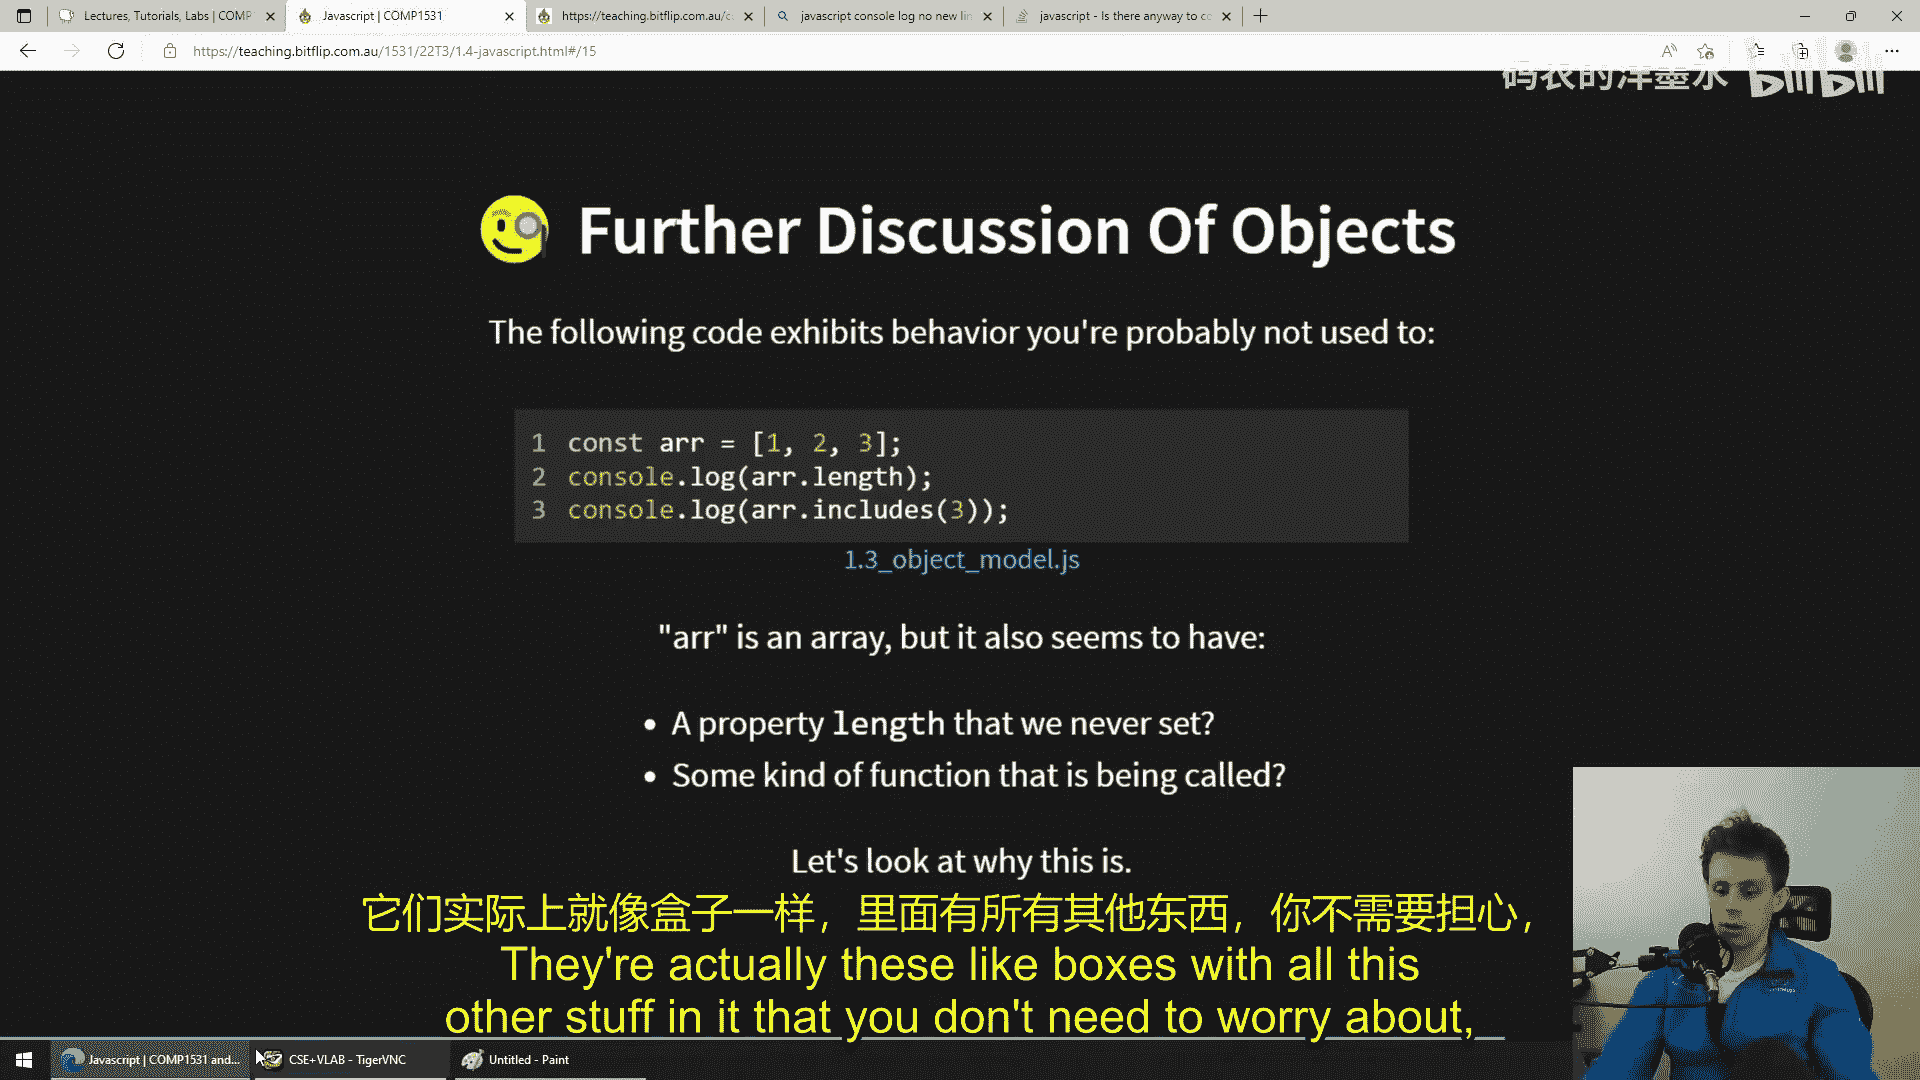 Lectures, Tutorials, Labs | COMP
Javascript | COMP1531
https://teaching.bitflip.com.au/c
javascript console log no new lin
javascript - Is there anyway to co
https://teaching.bitflip.com.au/1531/22T3/1.4-javascript.html#/15
码农的洋墨水 bilibili
Further Discussion Of Objects
The following code exhibits behavior you're probably not used to:
1 const arr = [1, 2, 3];
2 console.log(arr.length);
3 console.log(arr.includes(3));
1.3_object_model.js
"arr" is an array, but it also seems to have:
• A property length that we never set?
• Some kind of function that is being called?
Let's look at why this is.
它们实际上就像盒子一样，里面有所有其他东西，你不需要担心，
They're actually these like boxes with all this
other stuff in it that you don't need to worry about,
Javascript | COMP1531 and...
CSE+VLAB - TigerVNC
Untitled - Paint